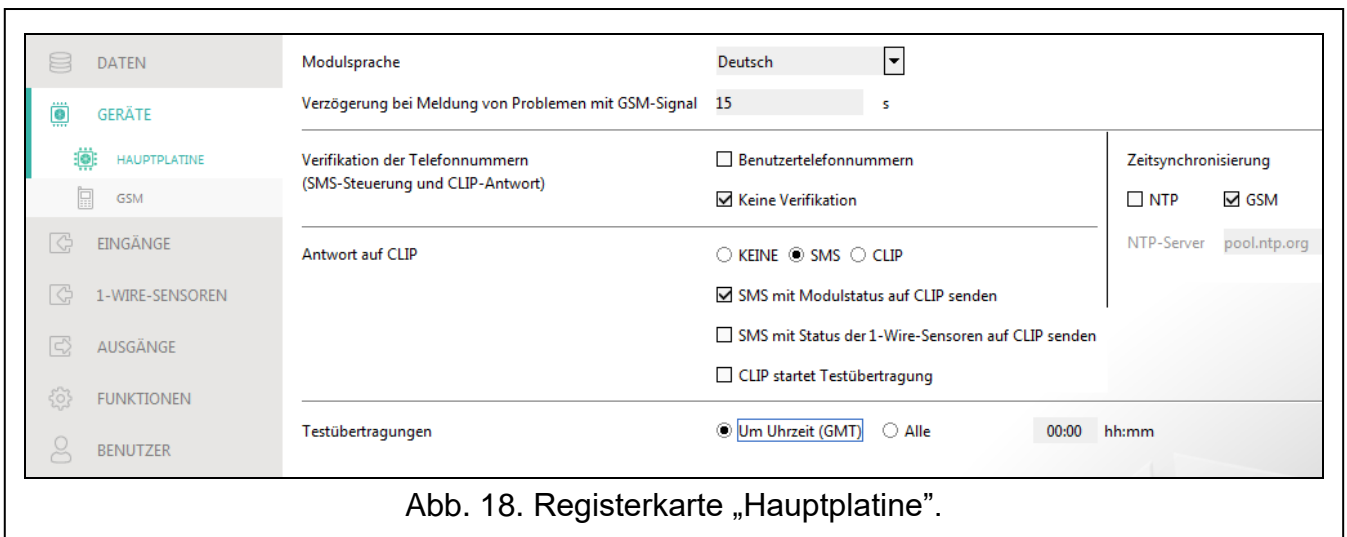 DATEN
GERÄTE
HAUPTPLATINE
GSM
EINGÄNGE
1-WIRE-SENSOREN
AUSGÄNGE
FUNKTIONEN
BENUTZER
Modulsprache Deutsch
Verzögerung bei Meldung von Problemen mit GSM-Signal 15 s
Verifikation der Telefonnummern Benutzertelefonnummern
(SMS-Steuerung und CLIP-Antwort)
Keine Verifikation
Zeitsynchronisierung
NTP GSM
NTP-Server pool.ntp.org
Antwort auf CLIP KEINE SMS CLIP
SMS mit Modulstatus auf CLIP senden
SMS mit Status der 1-Wire-Sensoren auf CLIP senden
CLIP startet Testübertragung
Testübertragungen Um Uhrzeit (GMT) Alle 00:00 hh:mm
Abb. 18. Registerkarte „Hauptplatine”.